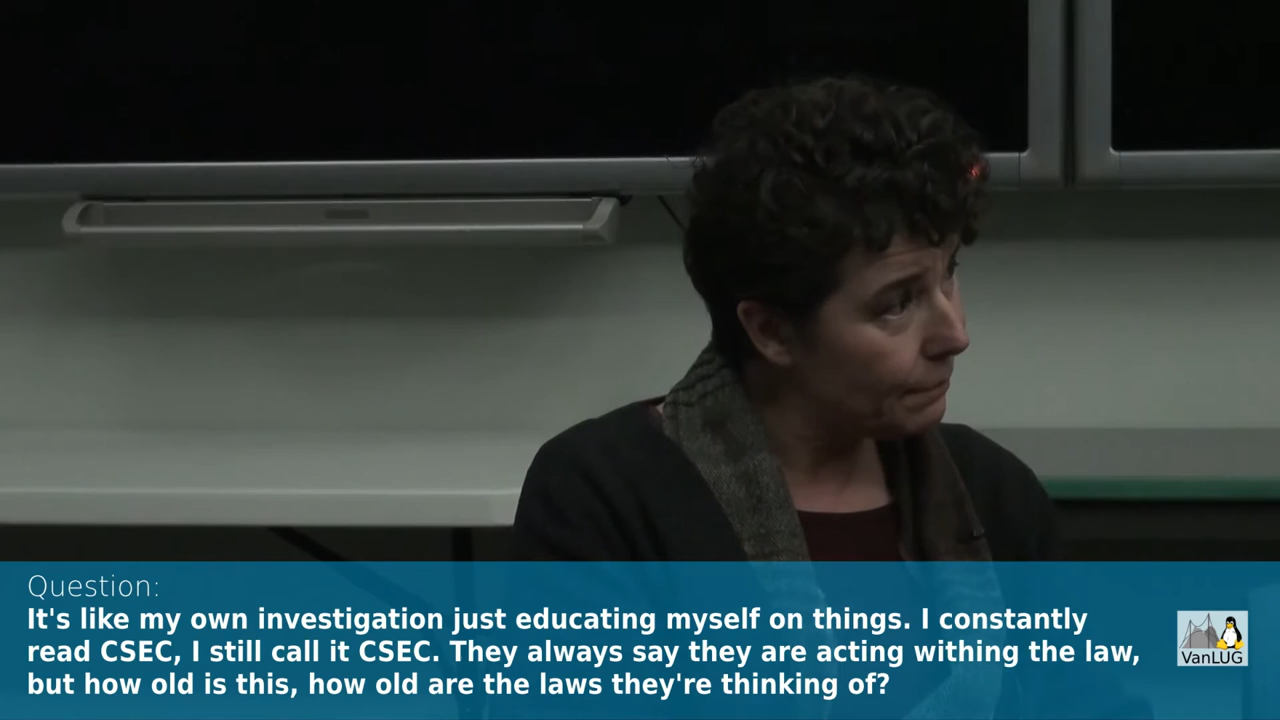 Question:
It's like my own investigation just educating myself on things. I constantly
read CSEC, I still call it CSEC. They always say they are acting withing the law,
but how old is this, how old are the laws they're thinking of?
VanLUG